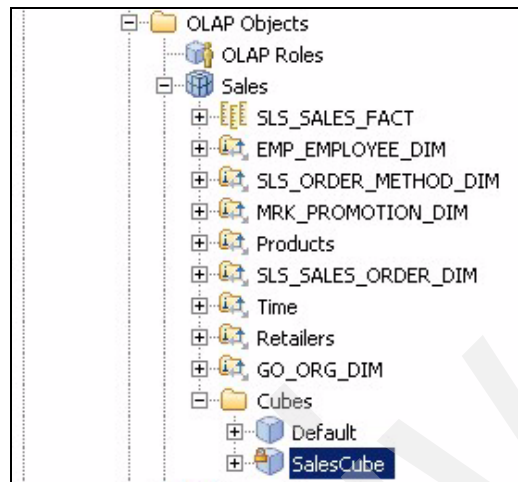 OLAP Objects
OLAP Roles
Sales
SLS_SALES_FACT
EMP_EMPLOYEE_DIM
SLS_ORDER_METHOD_DIM
MRK_PROMOTION_DIM
Products
SLS_SALES_ORDER_DIM
Time
Retailers
GO_ORG_DIM
Cubes
Default
SalesCube